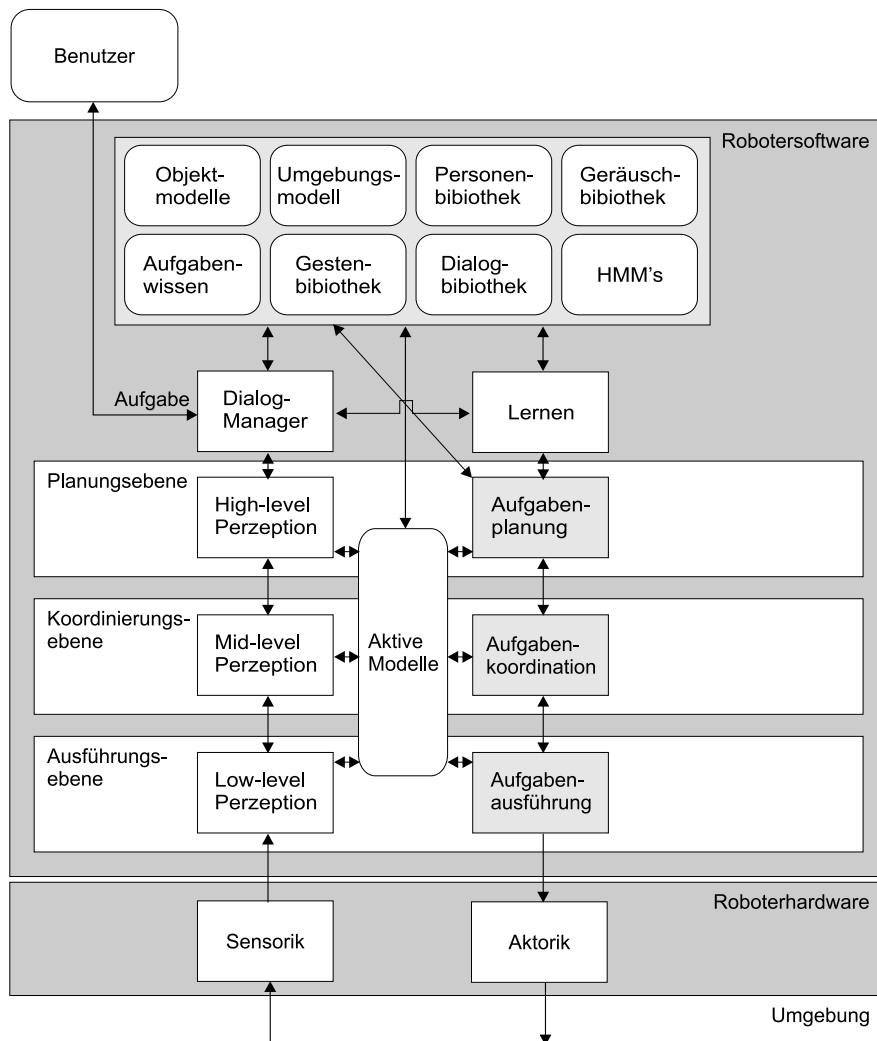 Benutzer
Robotersoftware
Objekt-
modelle
Umgebungs-
modell
Personen-
bibiothek
Geräusch-
bibiothek
Aufgaben-
wissen
Gesten-
bibiothek
Dialog-
bibiothek
HMM's
Aufgabe
Dialog-
Manager
Lernen
Planungsebene
High-level
Perzeption
Aufgaben-
planung
Koordinierungs-
ebene
Mid-level
Perzeption
Aktive
Modelle
Aufgaben-
koordination
Ausführungs-
ebene
Low-level
Perzeption
Aufgaben-
ausführung
Roboterhardware
Sensorik
Aktorik
Umgebung